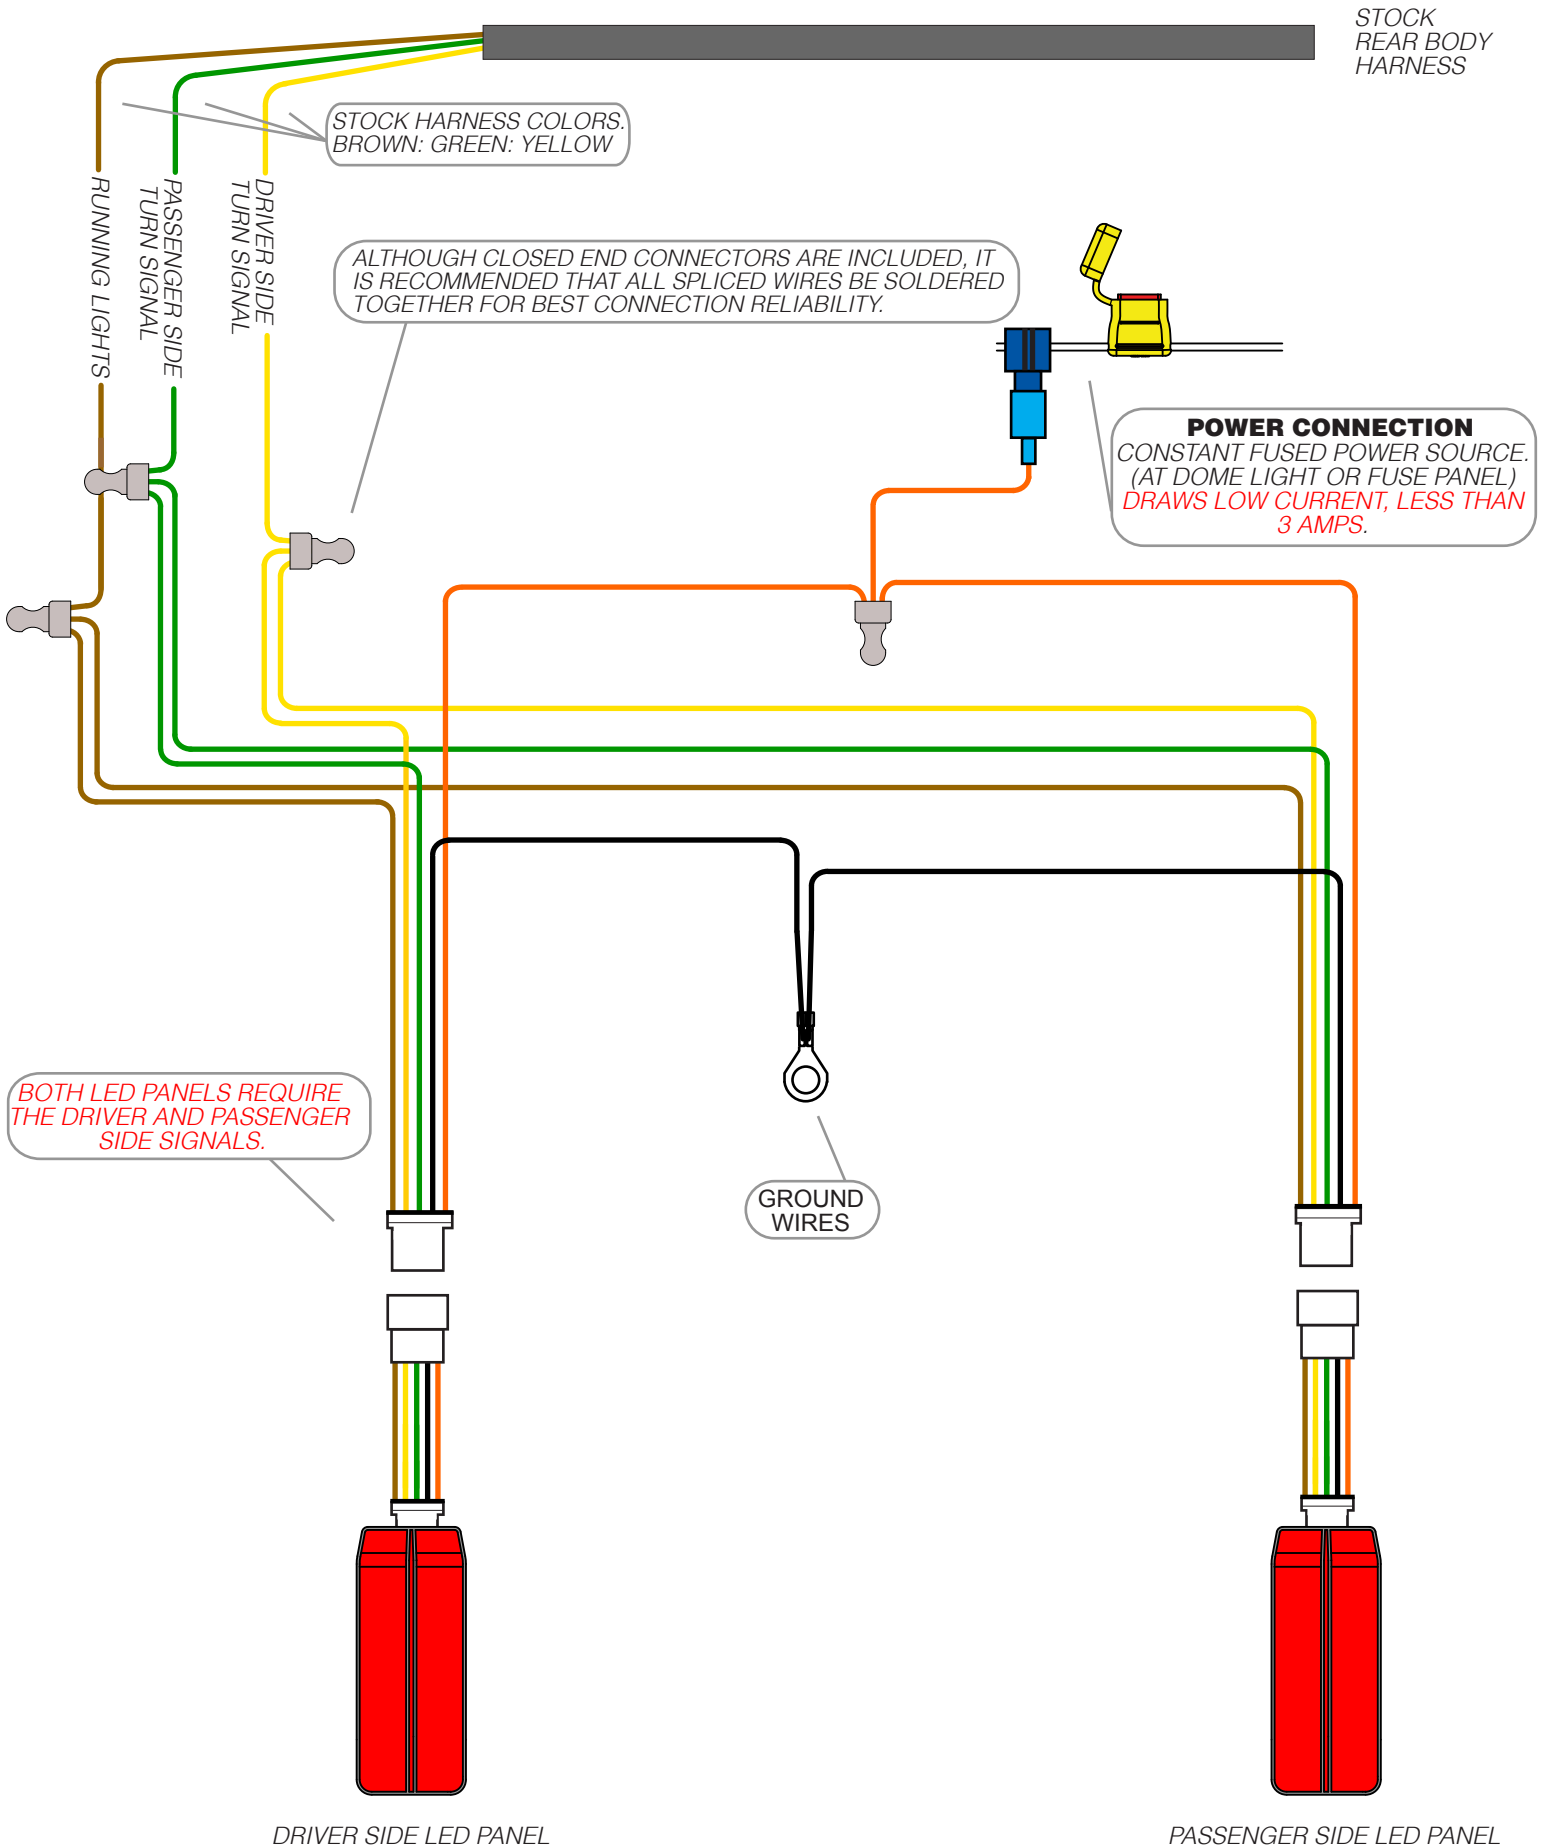 STOCK
REAR BODY
HARNESS
STOCK HARNESS COLORS.
BROWN: GREEN: YELLOW
RUNNING LIGHTS
PASSENGER SIDE
TURN SIGNAL
DRIVER SIDE
TURN SIGNAL
ALTHOUGH CLOSED END CONNECTORS ARE INCLUDED, IT
IS RECOMMENDED THAT ALL SPLICED WIRES BE SOLDERED
TOGETHER FOR BEST CONNECTION RELIABILITY.
POWER CONNECTION
CONSTANT FUSED POWER SOURCE.
(AT DOME LIGHT OR FUSE PANEL)
DRAWS LOW CURRENT, LESS THAN
3 AMPS.
BOTH LED PANELS REQUIRE
THE DRIVER AND PASSENGER
SIDE SIGNALS.
GROUND
WIRES
DRIVER SIDE LED PANEL
PASSENGER SIDE LED PANEL